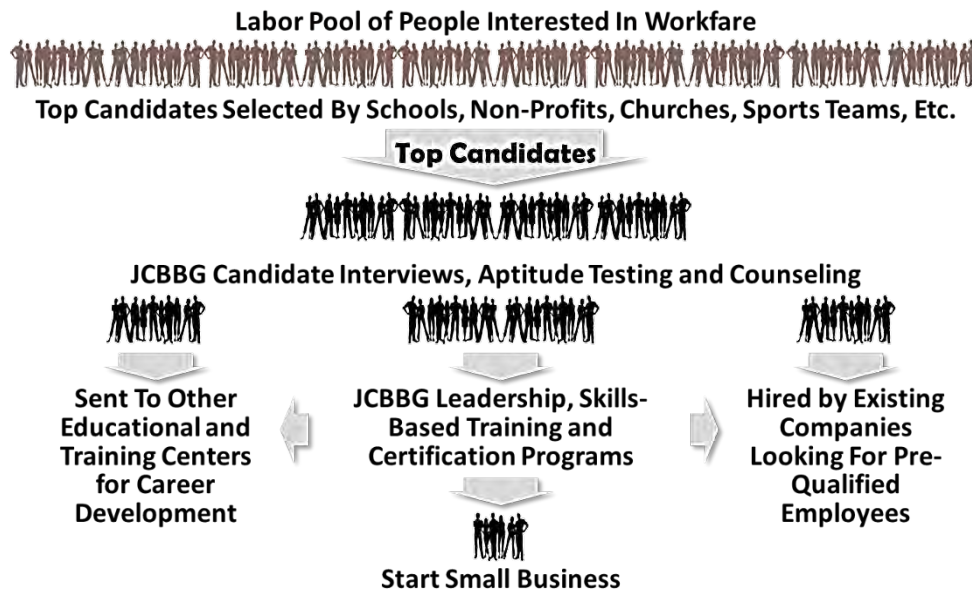 Labor Pool of People Interested In Workfare
Top Candidates Selected By Schools, Non-Profits, Churches, Sports Teams, Etc.
Top Candidates
JCBBG Candidate Interviews, Aptitude Testing and Counseling
Sent To Other
Educational and
Training Centers
for Career
Development
JCBBG Leadership, Skills-
Based Training and
Certification Programs
Hired by Existing
Companies
Looking For Pre-
Qualified
Employees
Start Small Business